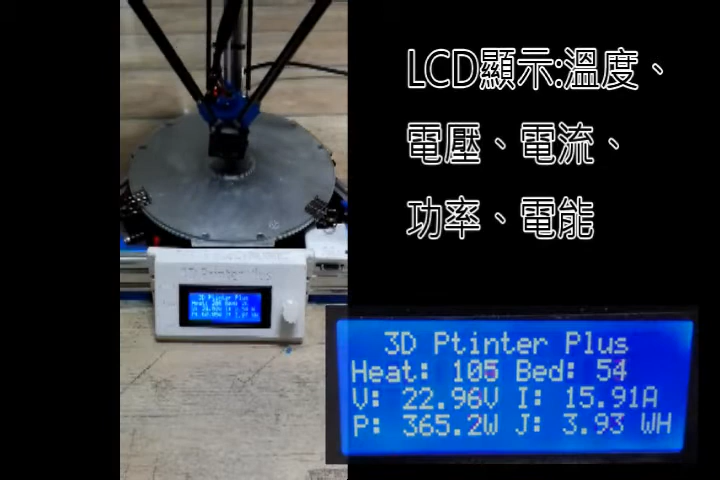 LCD顯示:溫度、
電壓、電流、
功率、電能
3D Ptinter Plus
Heat: 105 Bed: 54
V: 22.96V I: 15.91A
P: 365.2W J: 3.93 WH